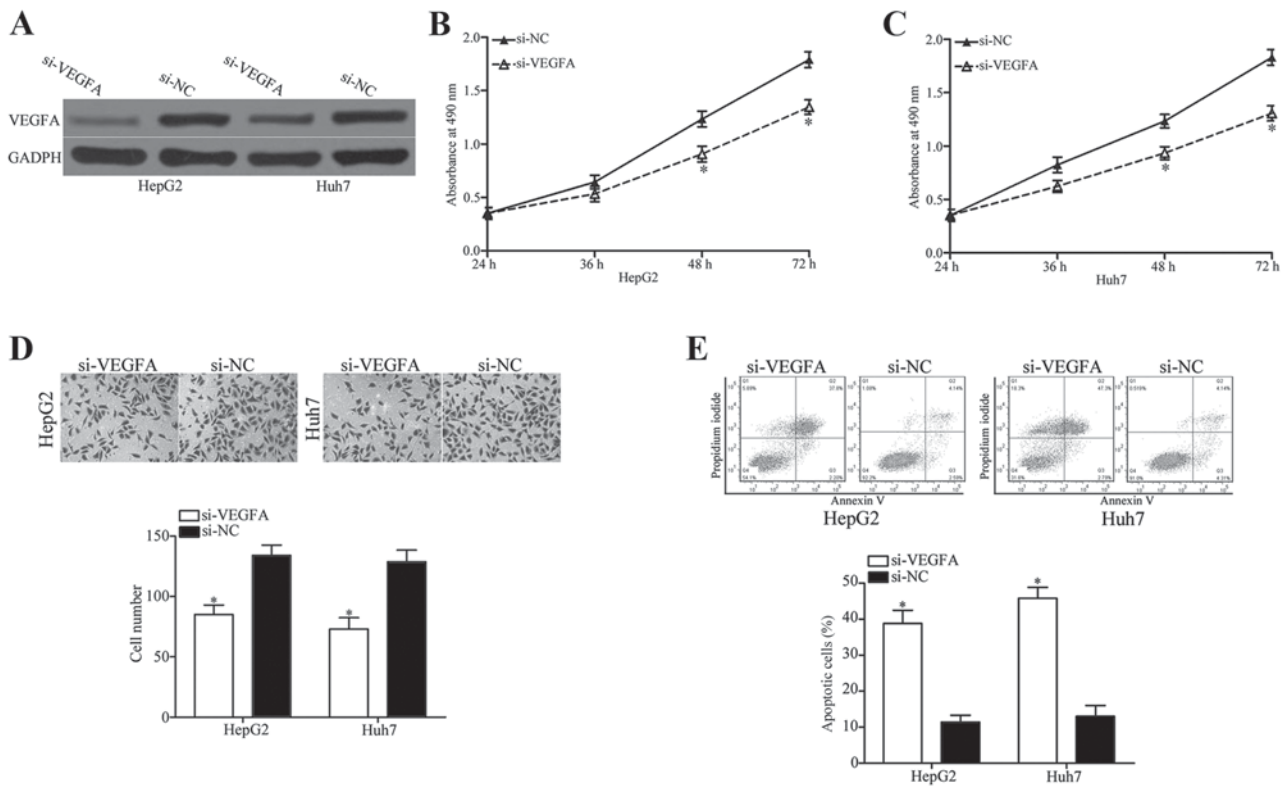 A
si-VEGFA si-NC si-VEGFA si-NC
VEGFA
GADPH
HepG2 Huh7
B
si-NC
si-VEGFA
Absorbance at 490 nm
2.0
1.5
1.0
0.5
0.0
24 h 36 h 48 h 72 h
HepG2
*
*
C
si-NC
si-VEGFA
Absorbance at 490 nm
2.0
1.5
1.0
0.5
0.0
24 h 36 h 48 h 72 h
Huh7
*
*
D
si-VEGFA si-NC si-VEGFA si-NC
HepG2
Huh7
si-VEGFA
si-NC
Cell number
150
100
50
0
* *
HepG2 Huh7
E
si-VEGFA si-NC si-VEGFA si-NC
Propidium iodide
Propidium iodide
Annexin V Annexin V
HepG2 Huh7
si-VEGFA
si-NC
Apoptotic cells (%)
50
40
30
20
10
0
* *
HepG2 Huh7